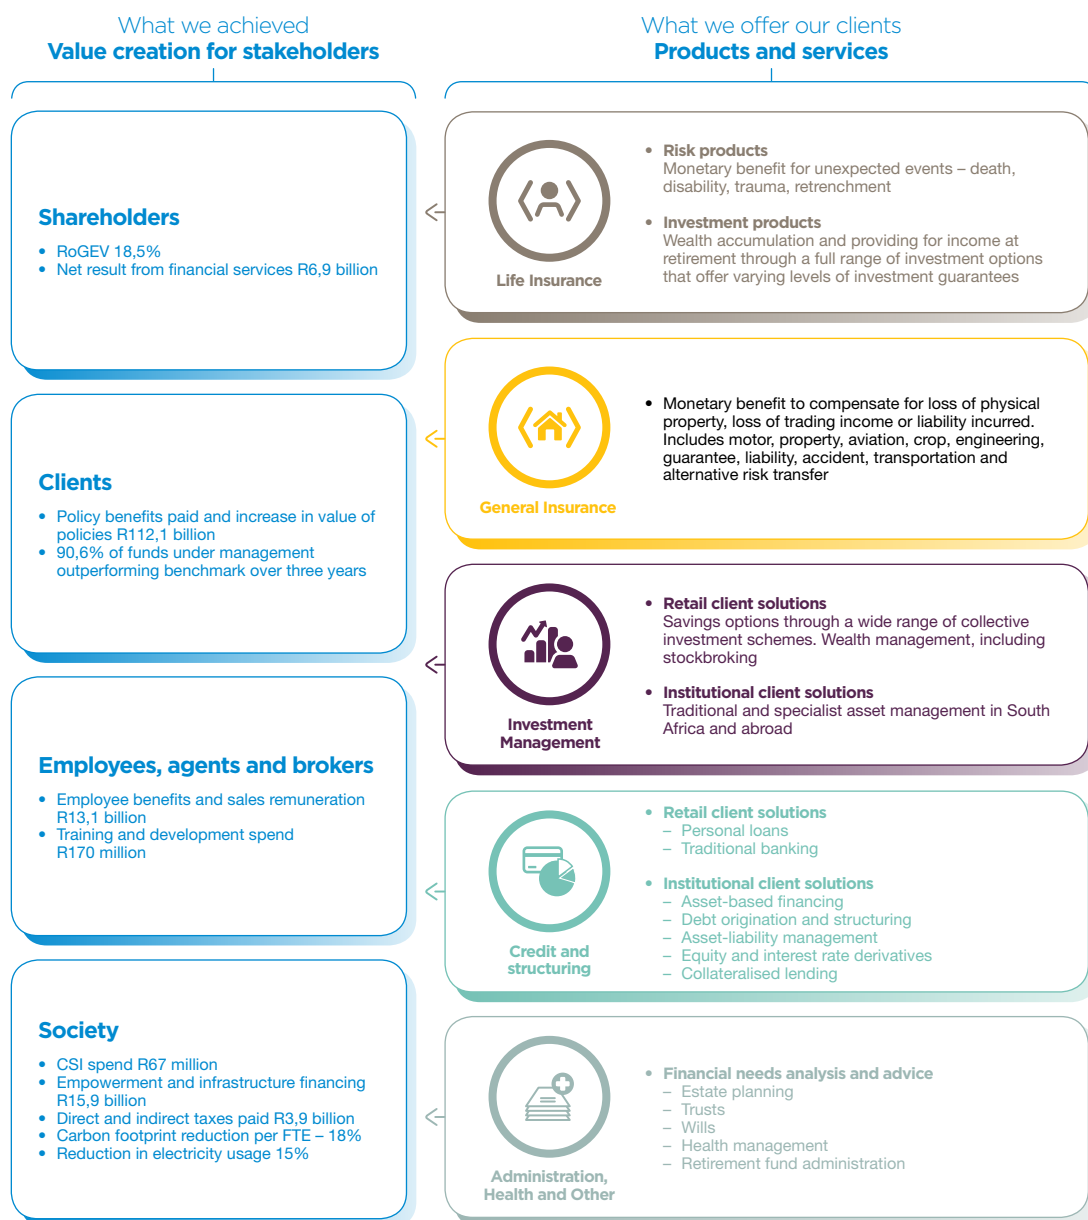 What we achieved
Value creation for stakeholders
Shareholders
• RoGEV 18,5%
• Net result from financial services R6,9 billion
Clients
• Policy benefits paid and increase in value of
policies R112,1 billion
• 90,6% of funds under management
outperforming benchmark over three years
Employees, agents and brokers
• Employee benefits and sales remuneration
R13,1 billion
• Training and development spend
R170 million
Society
• CSI spend R67 million
• Empowerment and infrastructure financing
R15,9 billion
• Direct and indirect taxes paid R3,9 billion
• Carbon footprint reduction per FTE – 18%
• Reduction in electricity usage 15%
What we offer our clients
Products and services
Life Insurance
• Risk products
Monetary benefit for unexpected events – death,
disability, trauma, retrenchment
• Investment products
Wealth accumulation and providing for income at
retirement through a full range of investment options
that offer varying levels of investment guarantees
General Insurance
• Monetary benefit to compensate for loss of physical
property, loss of trading income or liability incurred.
Includes motor, property, aviation, crop, engineering,
guarantee, liability, accident, transportation and
alternative risk transfer
Investment
Management
• Retail client solutions
Savings options through a wide range of collective
investment schemes. Wealth management, including
stockbroking
• Institutional client solutions
Traditional and specialist asset management in South
Africa and abroad
Credit and
structuring
• Retail client solutions
– Personal loans
– Traditional banking
• Institutional client solutions
– Asset-based financing
– Debt origination and structuring
– Asset-liability management
– Equity and interest rate derivatives
– Collateralised lending
Administration,
Health and Other
• Financial needs analysis and advice
– Estate planning
– Trusts
– Wills
– Health management
– Retirement fund administration